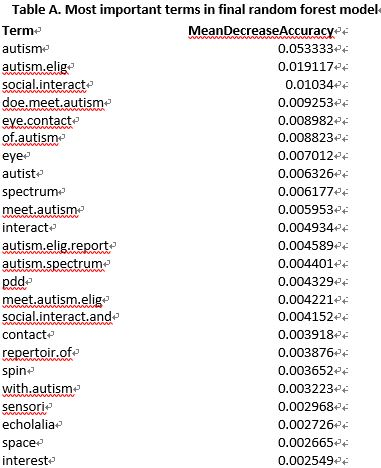 Table A. Most important terms in final random forest model
Term MeanDecreaseAccuracy
autism 0.053333
autism.elig 0.019117
social.interact 0.01034
doe.meet.autism 0.009253
eye.contact 0.008982
of.autism 0.008823
eye 0.007012
autist 0.006326
spectrum 0.006177
meet.autism 0.005953
interact 0.004934
autism.elig.report 0.004589
autism.spectrum 0.004401
pdd 0.004329
meet.autism.elig 0.004221
social.interact.and 0.004152
contact 0.003918
repertoir.of 0.003876
spin 0.003652
with.autism 0.003223
sensori 0.002968
echolalia 0.002726
space 0.002665
interest 0.002549